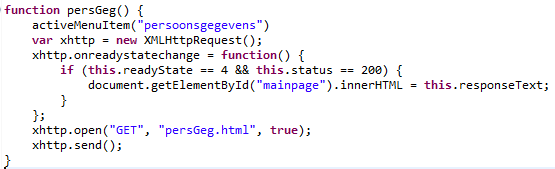 function persGeg() {
    activeMenuItem("persoonsgegevens")
    var xhttp = new XMLHttpRequest();
    xhttp.onreadystatechange = function() {
        if (this.readyState == 4 && this.status == 200) {
            document.getElementById("mainpage").innerHTML = this.responseText;
        }
    };
    xhttp.open("GET", "persGeg.html", true);
    xhttp.send();
}